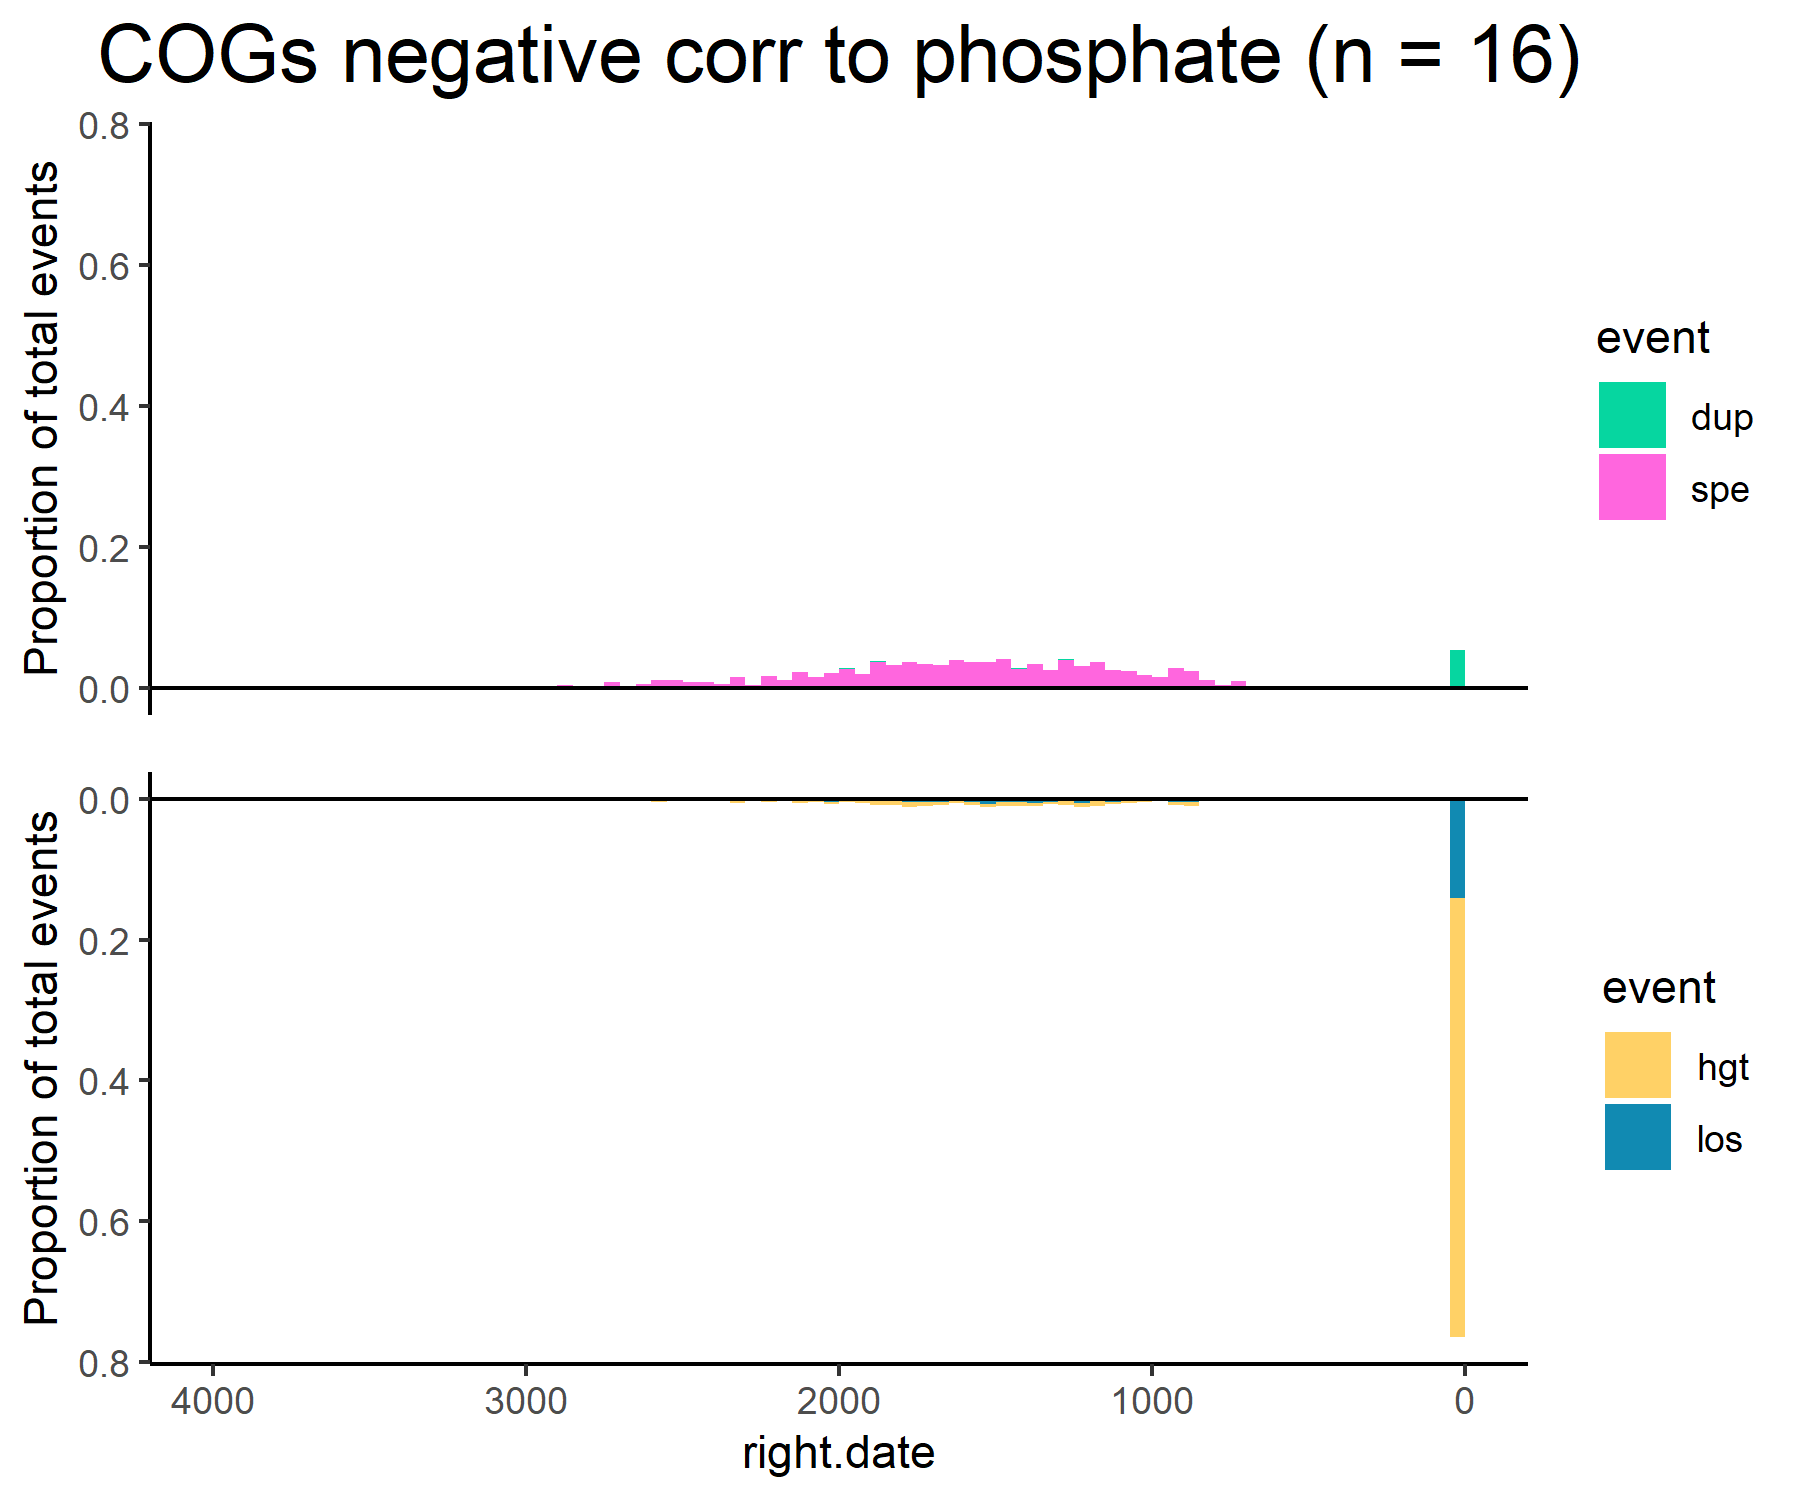 COGs negative corr to phosphate (n = 16)
Proportion of total events
0.8
0.6
0.4
0.2
0.0
event
dup
spe
Proportion of total events
0.0
0.2
0.4
0.6
0.8
event
hgt
los
4000 3000 2000 1000 0
right.date